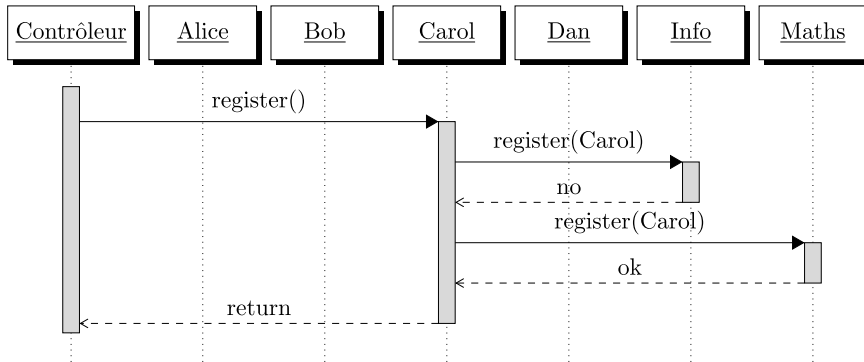 Contrôleur
Alice
Bob
Carol
Dan
Info
Maths
register()
register(Carol)
no
register(Carol)
ok
return